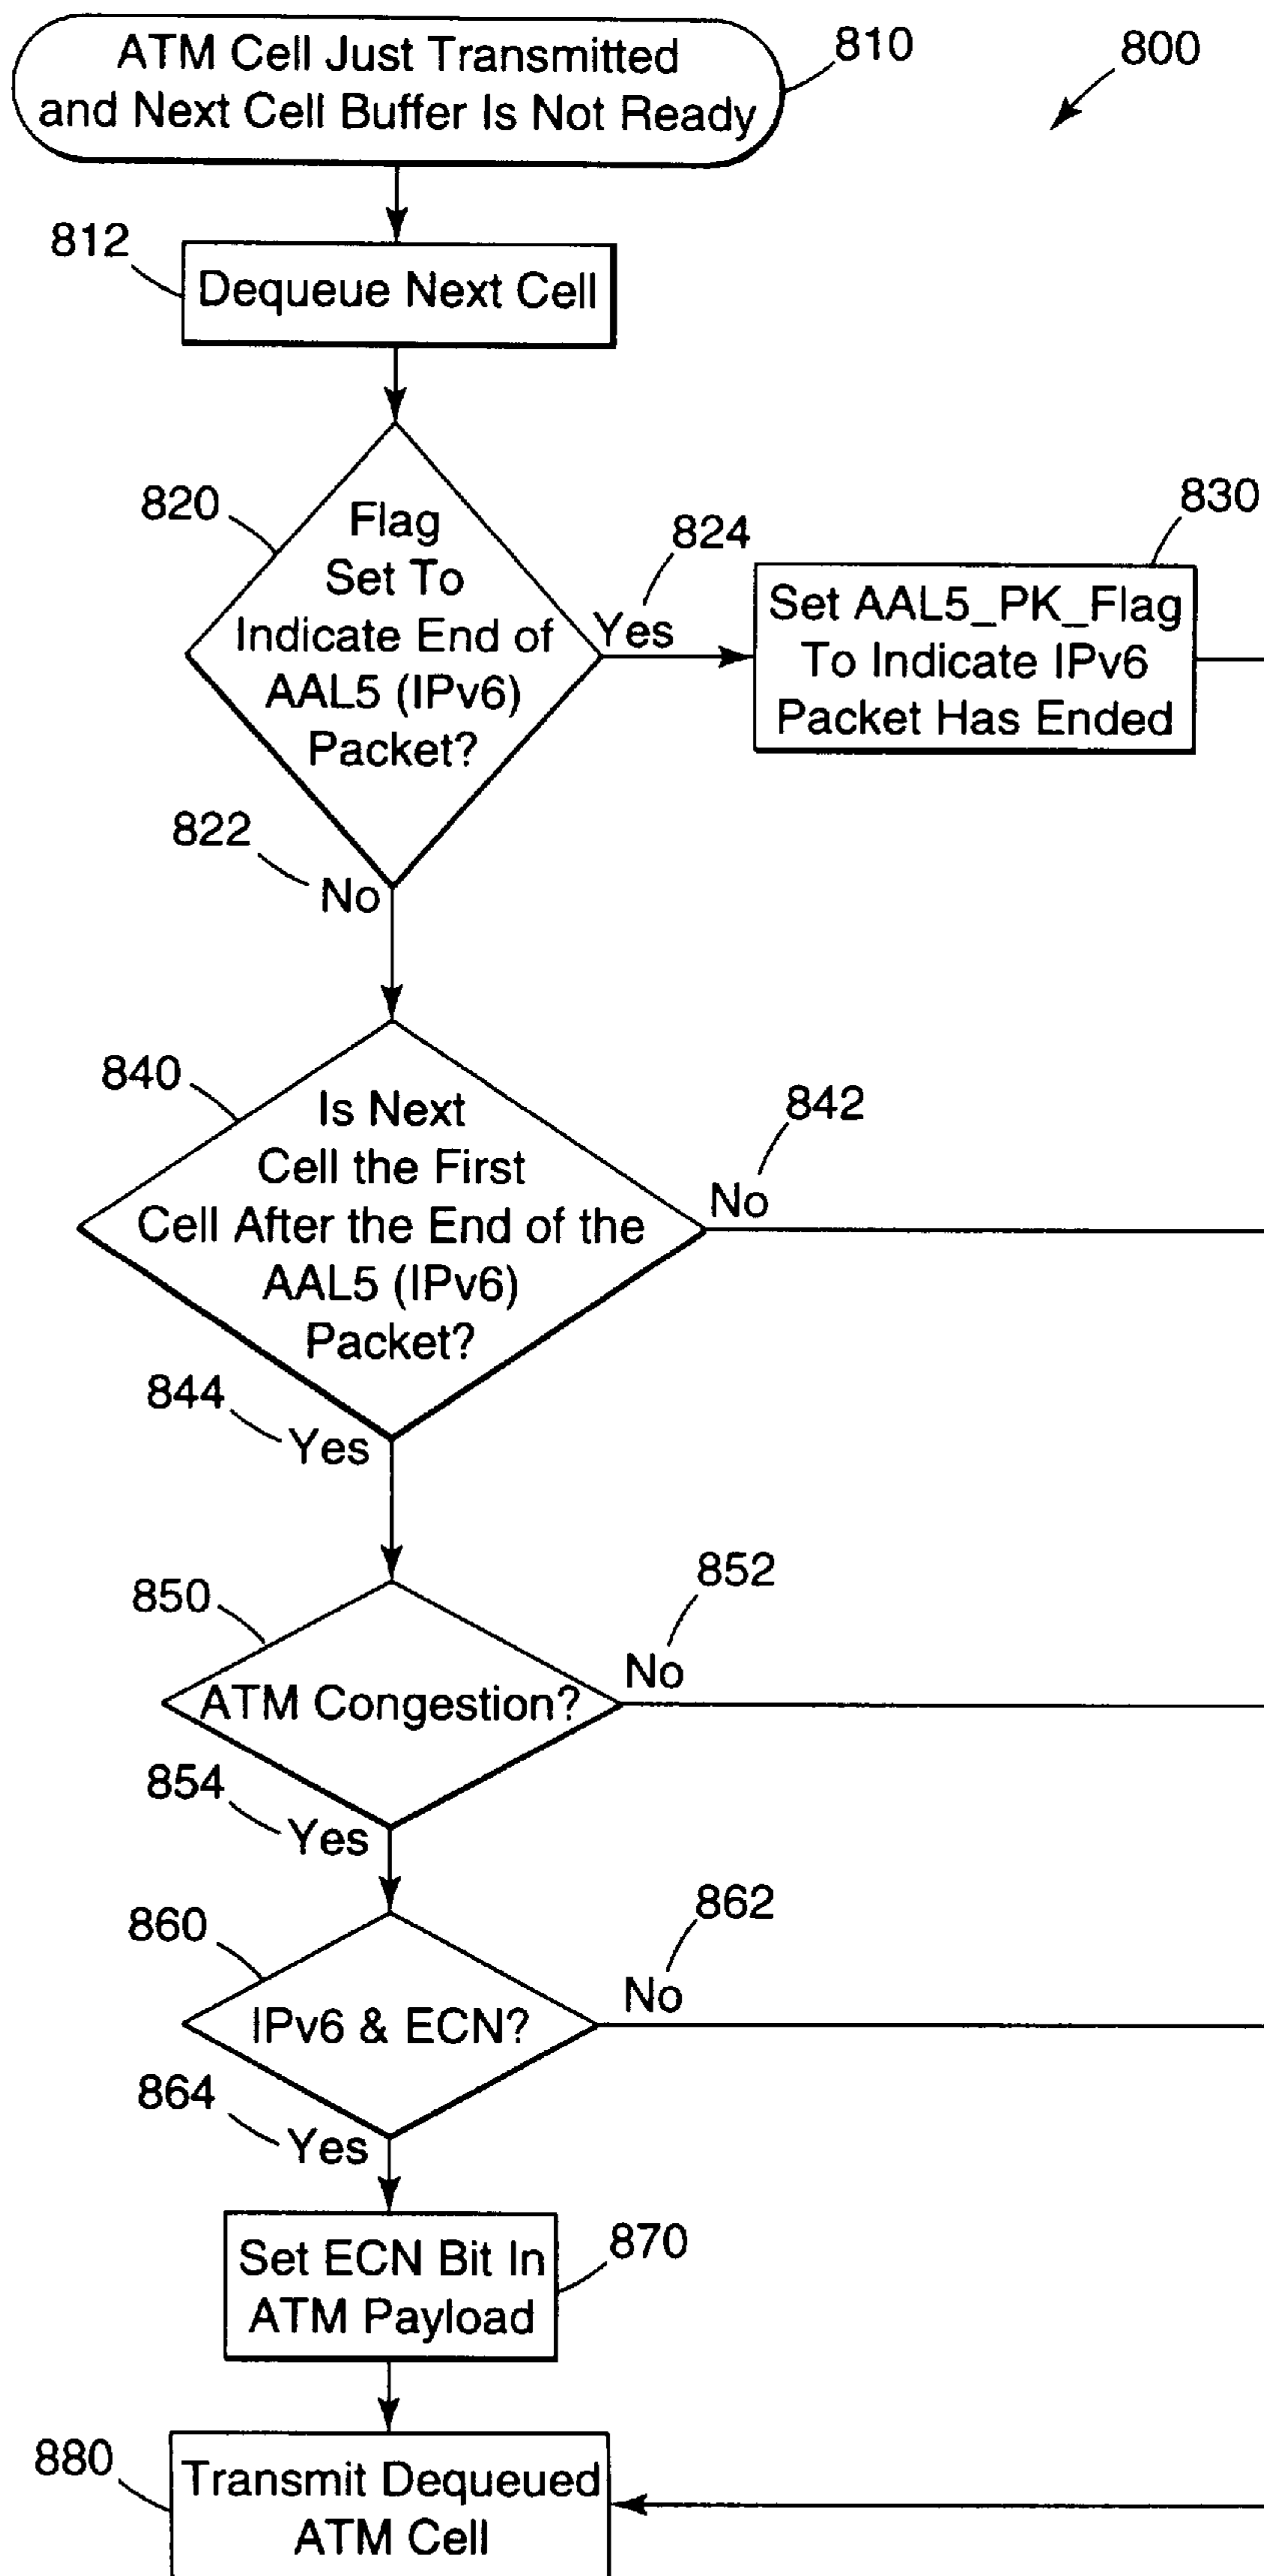 ATM Cell Just Transmitted
and Next Cell Buffer Is Not Ready
810
800
812
Dequeue Next Cell
820
Flag
Set To
Indicate End of
AAL5 (IPv6)
Packet?
824
Yes
830
Set AAL5_PK_Flag
To Indicate IPv6
Packet Has Ended
822
No
840
Is Next
Cell the First
Cell After the End of the
AAL5 (IPv6)
Packet?
842
No
844
Yes
850
ATM Congestion?
852
No
854
Yes
860
IPv6 & ECN?
862
No
864
Yes
Set ECN Bit In
ATM Payload
870
880
Transmit Dequeued
ATM Cell